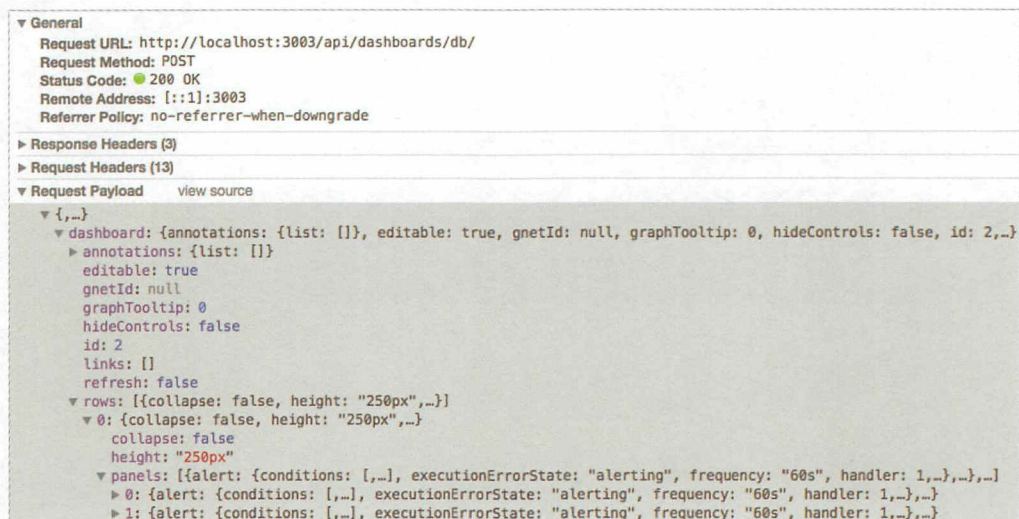 ▼ General
Request URL: http://localhost:3003/api/dashboards/db/
Request Method: POST
Status Code: 200 OK
Remote Address: [::1]:3003
Referrer Policy: no-referrer-when-downgrade
▶ Response Headers (3)
▶ Request Headers (13)
▼ Request Payload view source
▼ {,…}
▼ dashboard: {annotations: {list: []}, editable: true, gnetId: null, graphTooltip: 0, hideControls: false, id: 2,…}
▶ annotations: {list: []}
editable: true
gnetId: null
graphTooltip: 0
hideControls: false
id: 2
links: []
refresh: false
▼ rows: [{collapse: false, height: "250px",…}]
▼ 0: {collapse: false, height: "250px",…}
collapse: false
height: "250px"
▼ panels: [{alert: {conditions: [,…], executionErrorState: "alerting", frequency: "60s", handler: 1,…},…},…]
▶ 0: {alert: {conditions: [,…], executionErrorState: "alerting", frequency: "60s", handler: 1,…},…}
▶ 1: {alert: {conditions: [,…], executionErrorState: "alerting", frequency: "60s", handler: 1,…},…}